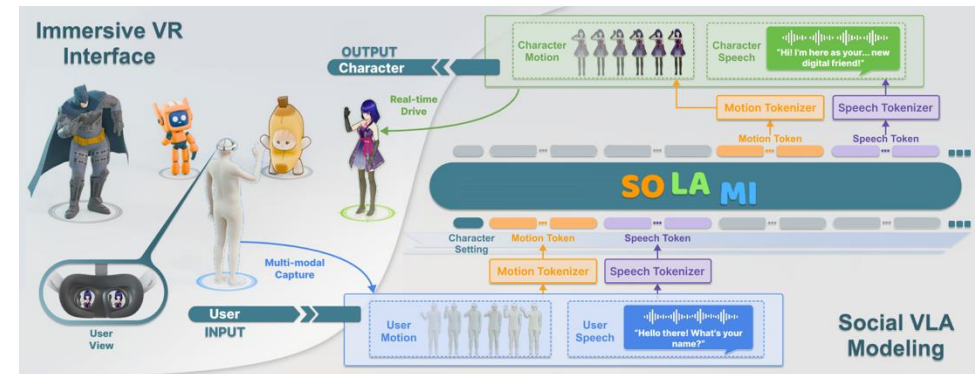 Immersive VR
Interface
OUTPUT
Character
Real-time
Drive
Character
Motion
Character
Speech
"Hi! I'm here as your... new
digital friend!"
Motion Tokenizer
Speech Tokenizer
Motion Token
Speech Token
SOLAMI
Character
Setting
Motion Token
Speech Token
Motion Tokenizer
Speech Tokenizer
Multi-modal
Capture
User
View
User
INPUT
User
Motion
User
Speech
"Hello there! What's your
name?"
Social VLA
Modeling